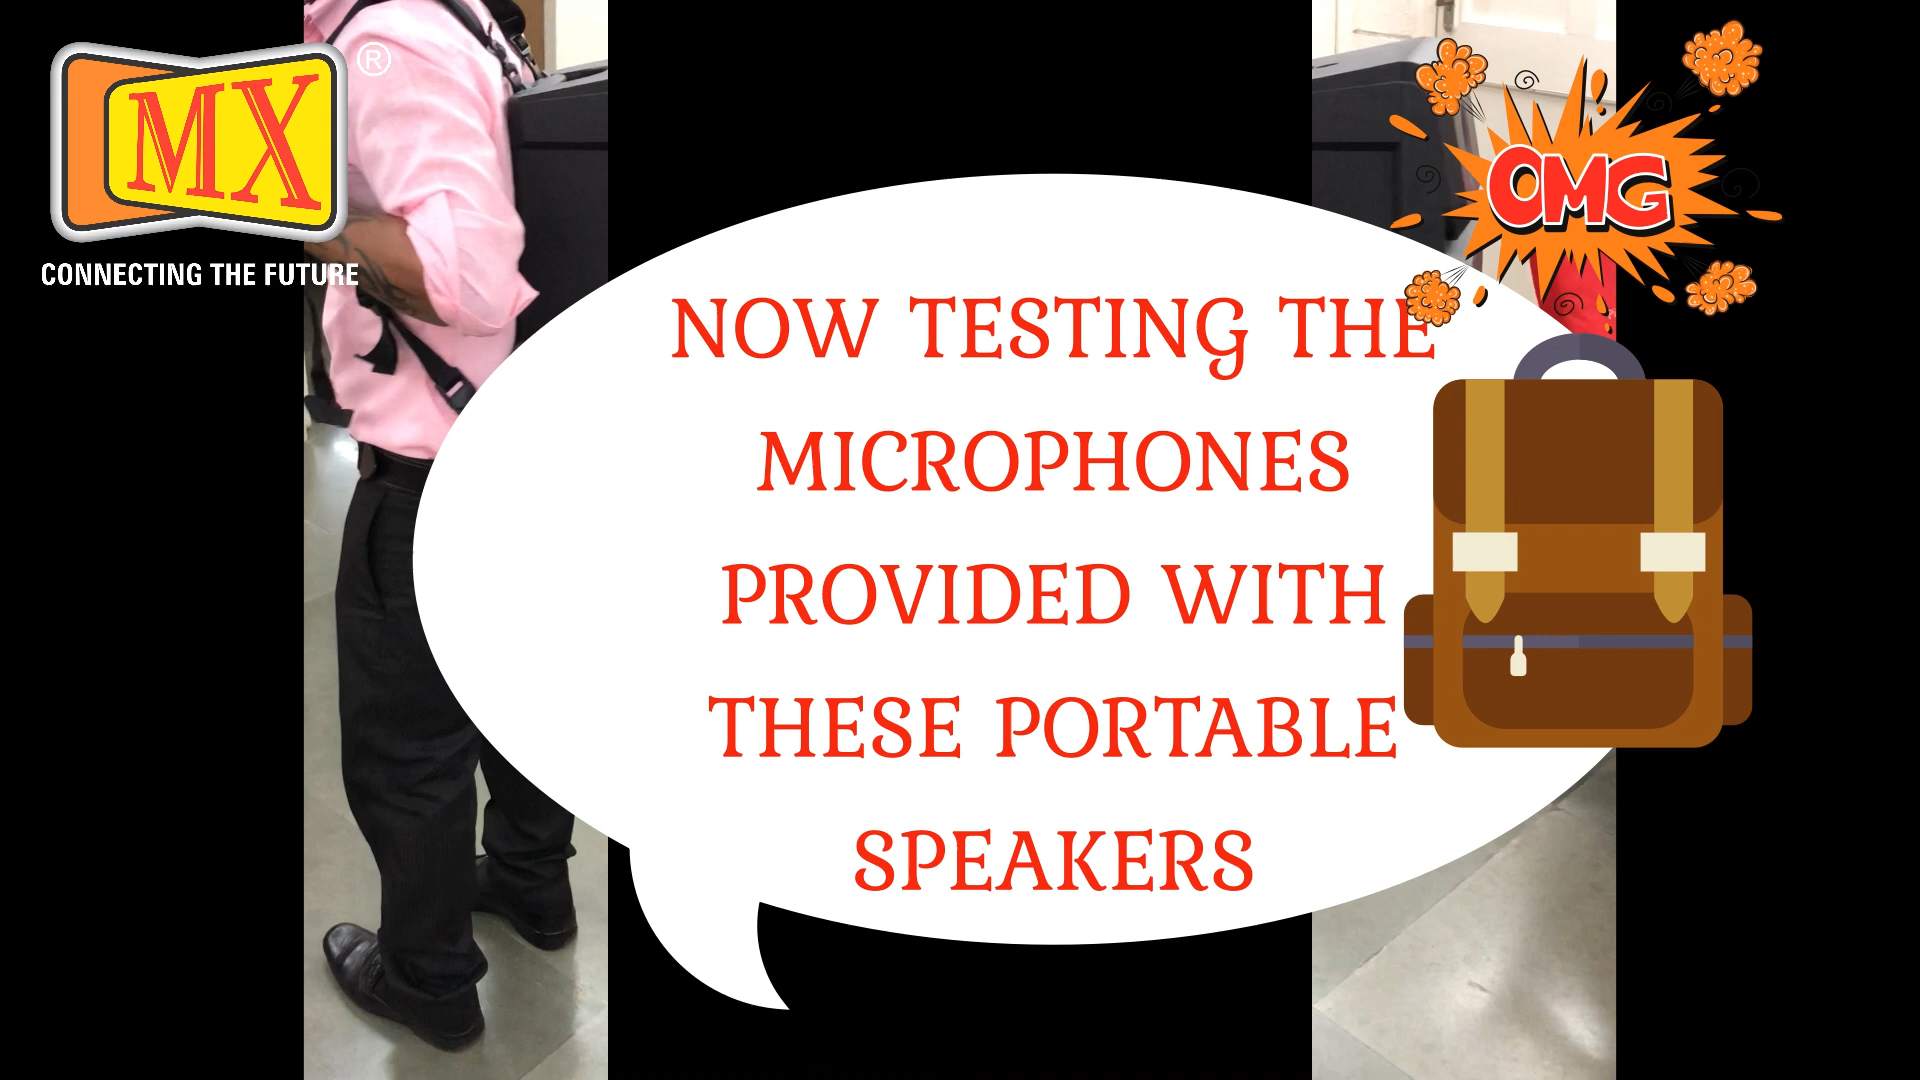 MX
®
CONNECTING THE FUTURE
OMG
NOW TESTING THE
MICROPHONES
PROVIDED WITH
THESE PORTABLE
SPEAKERS